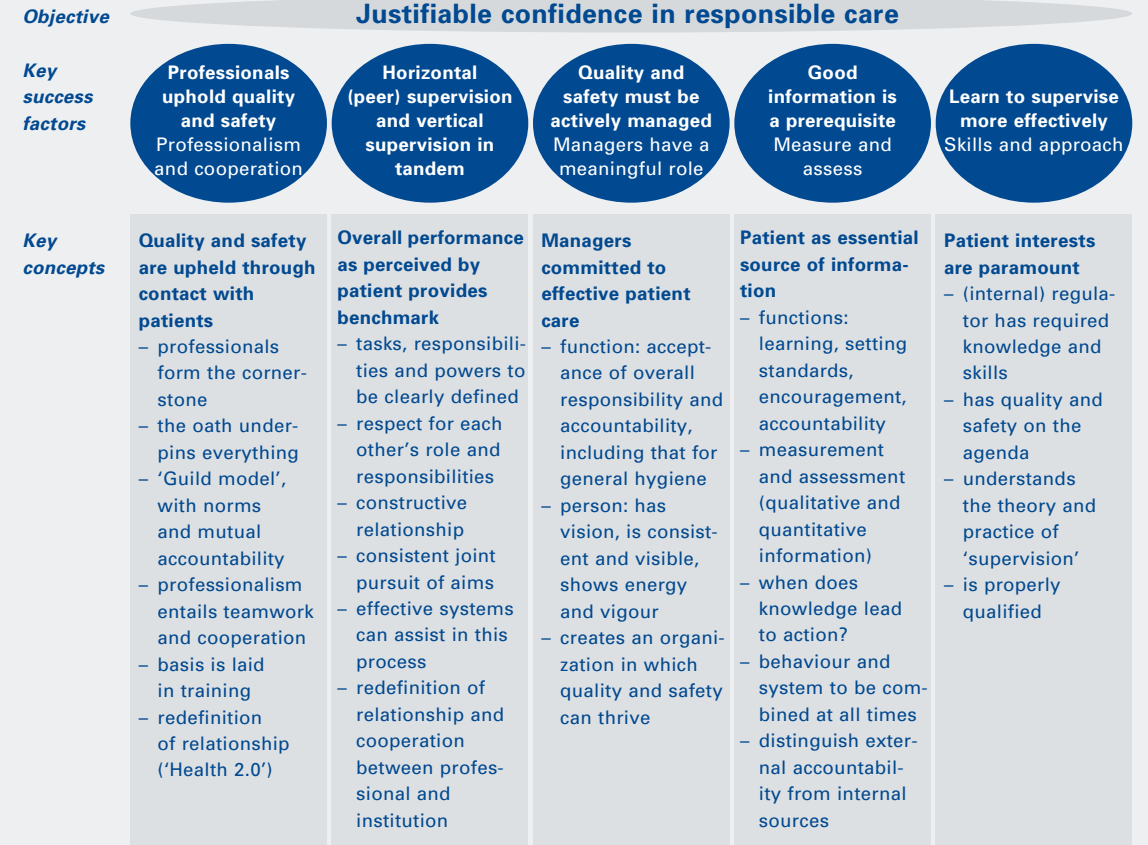 Objective
Justifiable confidence in responsible care
Key
success
factors
Professionals
uphold quality
and safety
Professionalism
and cooperation
Horizontal
(peer) supervision
and vertical
supervision in
tandem
Quality and
safety must be
actively managed
Managers have a
meaningful role
Good
information is
a prerequisite
Measure and
assess
Learn to supervise
more effectively
Skills and approach
Key
concepts
Quality and safety
are upheld through
contact with
patients
– professionals
form the corner-
stone
– the oath under-
pins everything
– ‘Guild model’,
with norms
and mutual
accountability
– professionalism
entails teamwork
and cooperation
– basis is laid
in training
– redefinition
of relationship
(‘Health 2.0’)
Overall performance
as perceived by
patient provides
benchmark
– tasks, responsibili-
ties and powers to
be clearly defined
– respect for each
other’s role and
responsibilities
– constructive
relationship
– consistent joint
pursuit of aims
– effective systems
can assist in this
process
– redefinition of
relationship and
cooperation
between profes-
sional and
institution
Managers
committed to
effective patient
care
– function: accept-
ance of overall
responsibility and
accountability,
including that for
general hygiene
– person: has
vision, is consist-
ent and visible,
shows energy
and vigour
– creates an organi-
zation in which
quality and safety
can thrive
Patient as essential
source of informa-
tion
– functions:
learning, setting
standards,
encouragement,
accountability
– measurement
and assessment
(qualitative and
quantitative
information)
– when does
knowledge lead
to action?
– behaviour and
system to be com-
bined at all times
– distinguish exter-
nal accountabil-
ity from internal
sources
Patient interests
are paramount
– (internal) regula-
tor has required
knowledge and
skills
– has quality and
safety on the
agenda
– understands
the theory and
practice of
‘supervision’
– is properly
qualified